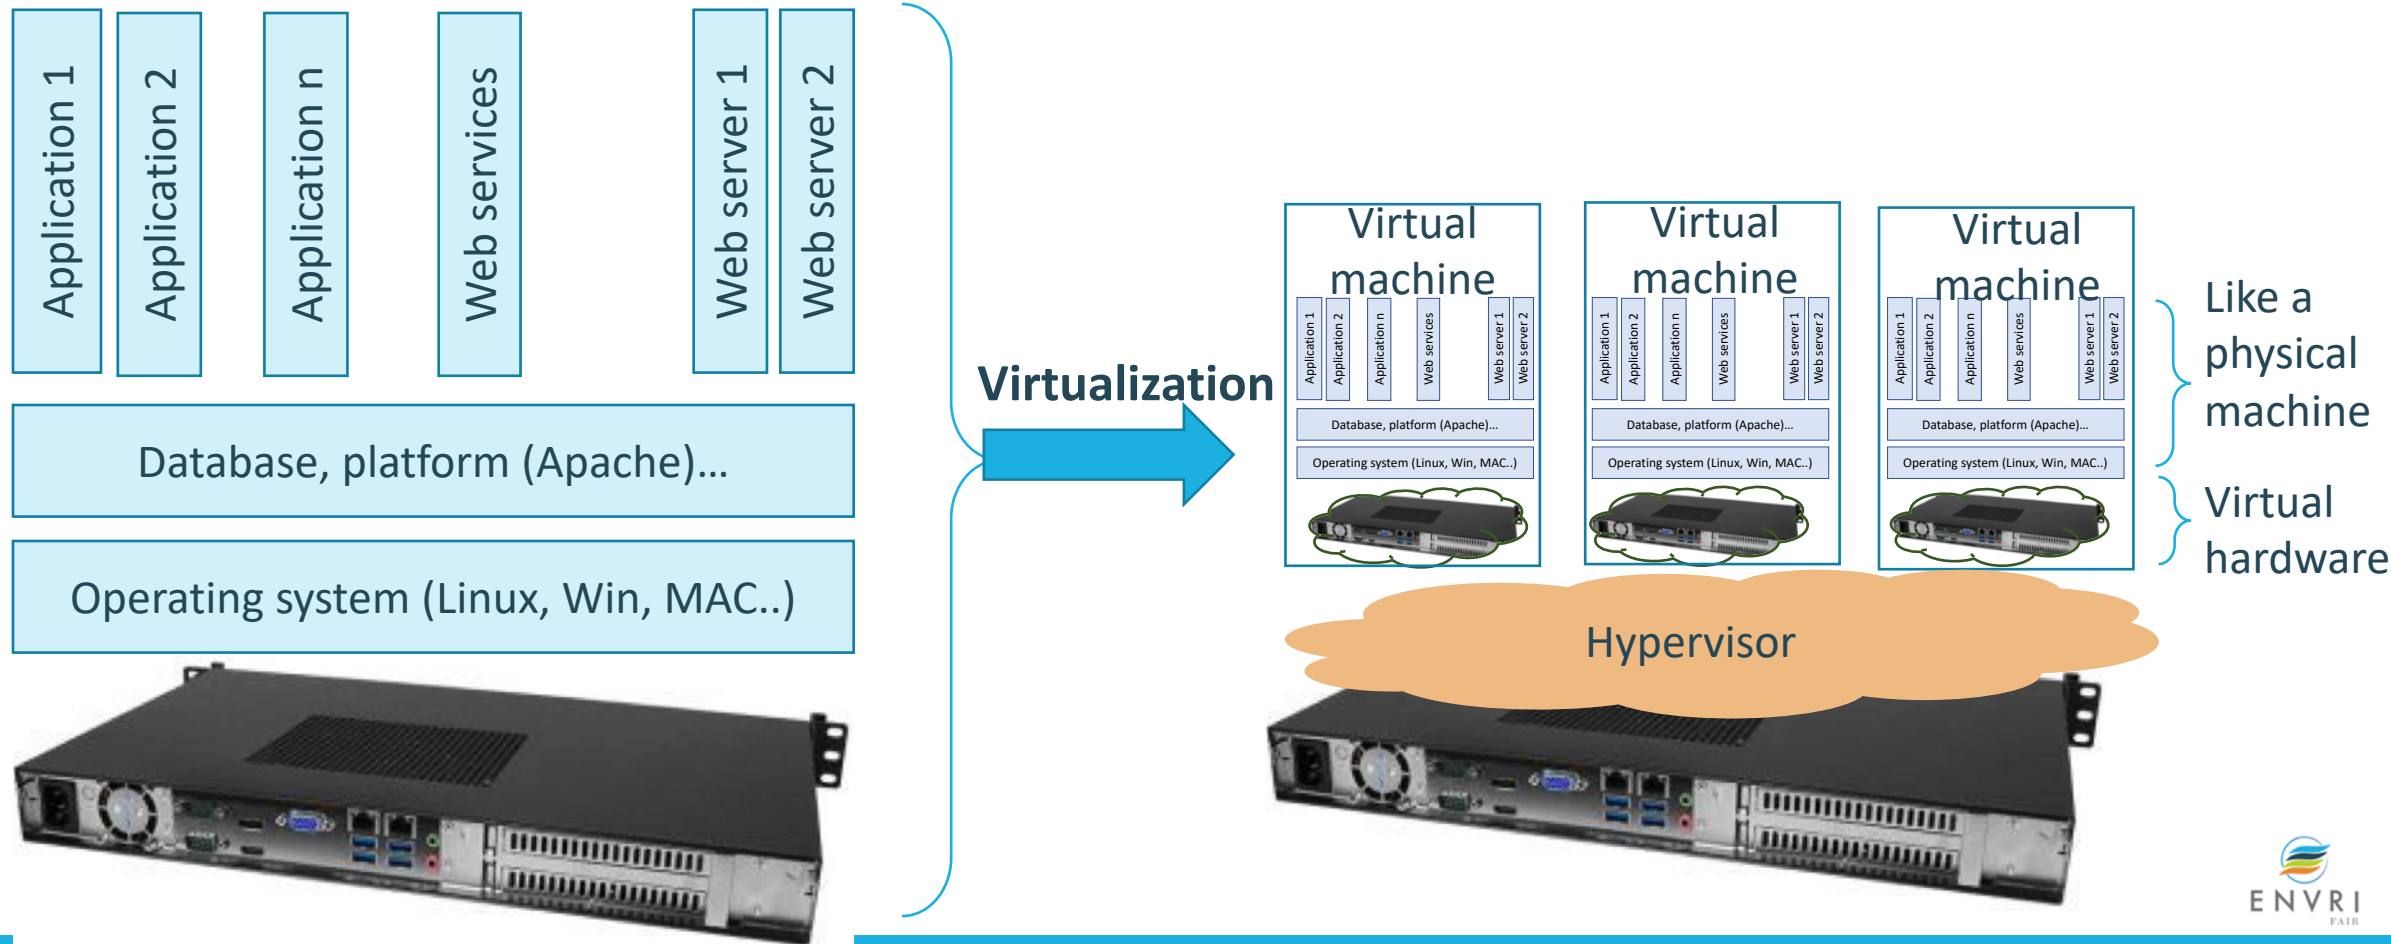 Application 1
Application 2
Application n
Web services
Web server 1
Web server 2
Database, platform (Apache)...
Operating system (Linux, Win, MAC..)
Virtualization
Virtual
machine
Application 1
Application 2
Application n
Web services
Web server 1
Web server 2
Database, platform (Apache)...
Operating system (Linux, Win, MAC..)
Virtual
machine
Application 1
Application 2
Application n
Web services
Web server 1
Web server 2
Database, platform (Apache)...
Operating system (Linux, Win, MAC..)
Virtual
machine
Application 1
Application 2
Application n
Web services
Web server 1
Web server 2
Database, platform (Apache)...
Operating system (Linux, Win, MAC..)
Like a
physical
machine
Virtual
hardware
Hypervisor
ENVRI
FAIR